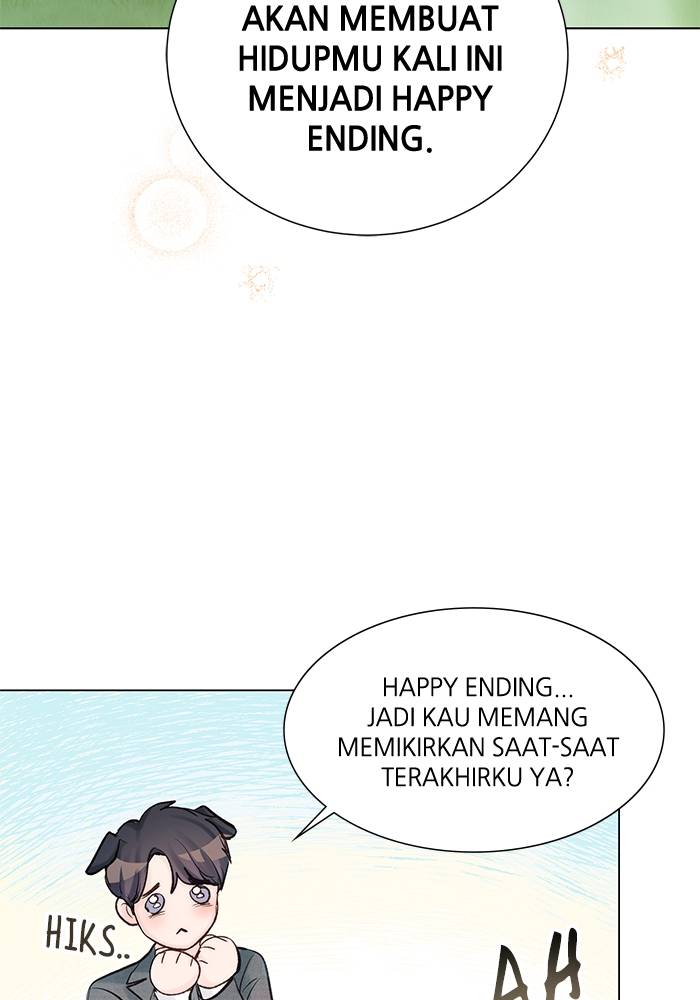 AKAN MEMBUAT
HIDUPMU KALI INI
MENJADI HAPPY
ENDING.
HAPPY ENDING...
JADI KAU MEMANG
MEMIKIRKAN SAAT-SAAT
TERAKHIRKU YA?
HIKS..
AH